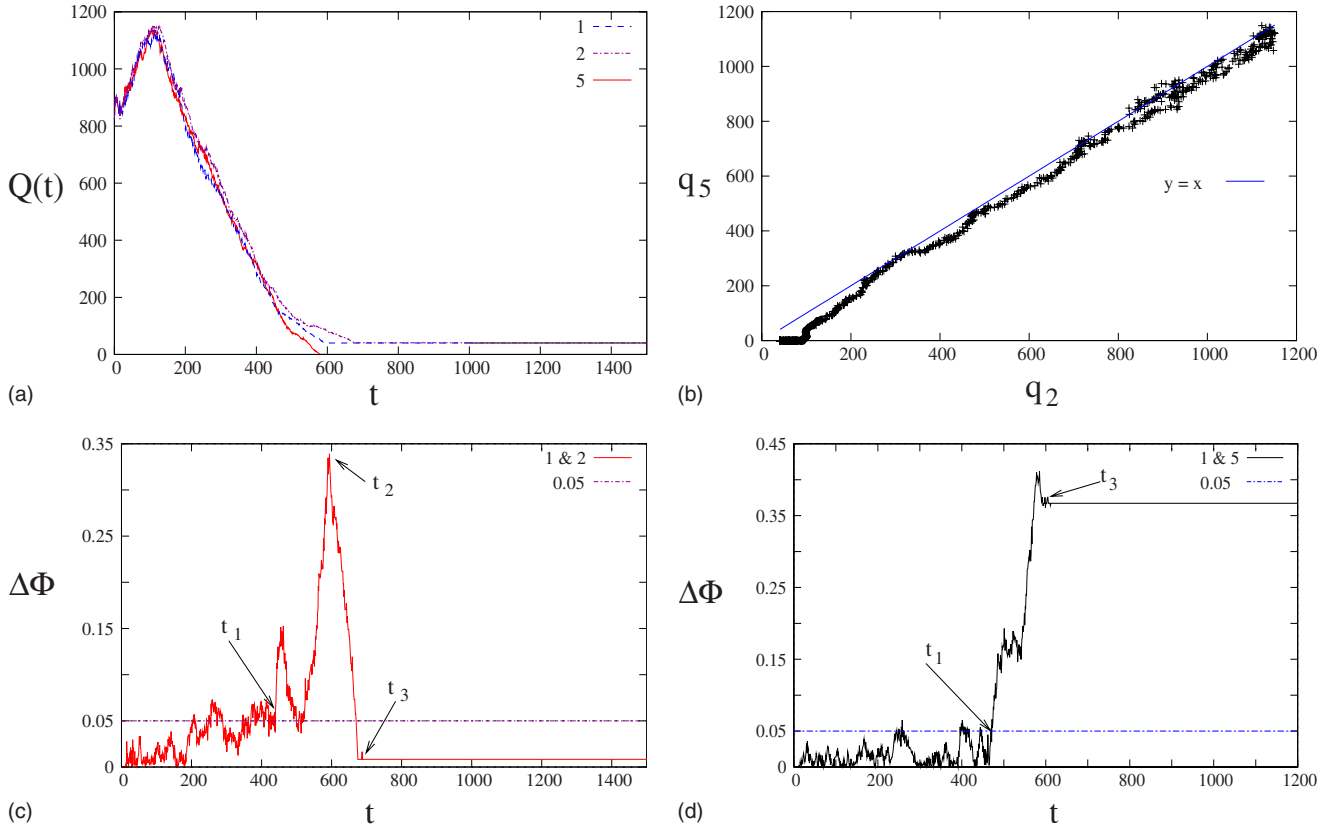 1200
1000
800
600
400
200
0
0 200 400 600 800 1000 1200 1400
Q(t)
t
1
2
5
(a)
1200
1000
800
600
400
200
0
0 200 400 600 800 1000 1200
q5
q2
y = x
(b)
0.35
0.25
0.15
0.05
0 200 400 600 800 1000 1200 1400
ΔΦ
t
1 & 2
0.05
t1
t2
t3
(c)
0.45
0.35
0.25
0.15
0.05
0 200 400 600 800 1000 1200
ΔΦ
t
1 & 5
0.05
t1
t3
(d)